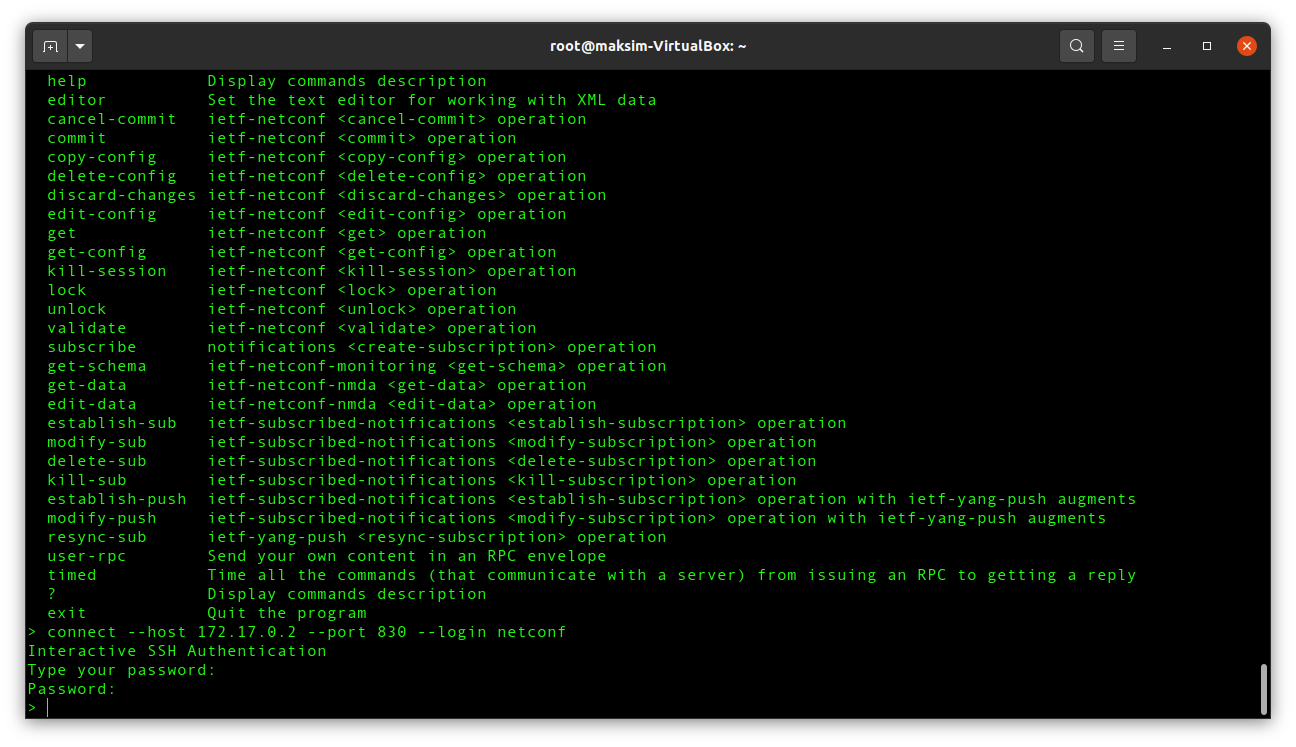 root@maksim-VirtualBox: ~
help Display commands description
editor Set the text editor for working with XML data
cancel-commit ietf-netconf <cancel-commit> operation
commit ietf-netconf <commit> operation
copy-config ietf-netconf <copy-config> operation
delete-config ietf-netconf <delete-config> operation
discard-changes ietf-netconf <discard-changes> operation
edit-config ietf-netconf <edit-config> operation
get ietf-netconf <get> operation
get-config ietf-netconf <get-config> operation
kill-session ietf-netconf <kill-session> operation
lock ietf-netconf <lock> operation
unlock ietf-netconf <unlock> operation
validate ietf-netconf <validate> operation
subscribe notifications <create-subscription> operation
get-schema ietf-netconf-monitoring <get-schema> operation
get-data ietf-netconf-nmda <get-data> operation
edit-data ietf-netconf-nmda <edit-data> operation
establish-sub ietf-subscribed-notifications <establish-subscription> operation
modify-sub ietf-subscribed-notifications <modify-subscription> operation
delete-sub ietf-subscribed-notifications <delete-subscription> operation
kill-sub ietf-subscribed-notifications <kill-subscription> operation
establish-push ietf-subscribed-notifications <establish-subscription> operation with ietf-yang-push augments
modify-push ietf-subscribed-notifications <modify-subscription> operation with ietf-yang-push augments
resync-sub ietf-yang-push <resync-subscription> operation
user-rpc Send your own content in an RPC envelope
timed Time all the commands (that communicate with a server) from issuing an RPC to getting a reply
? Display commands description
exit Quit the program
> connect --host 172.17.0.2 --port 830 --login netconf
Interactive SSH Authentication
Type your password:
Password:
>